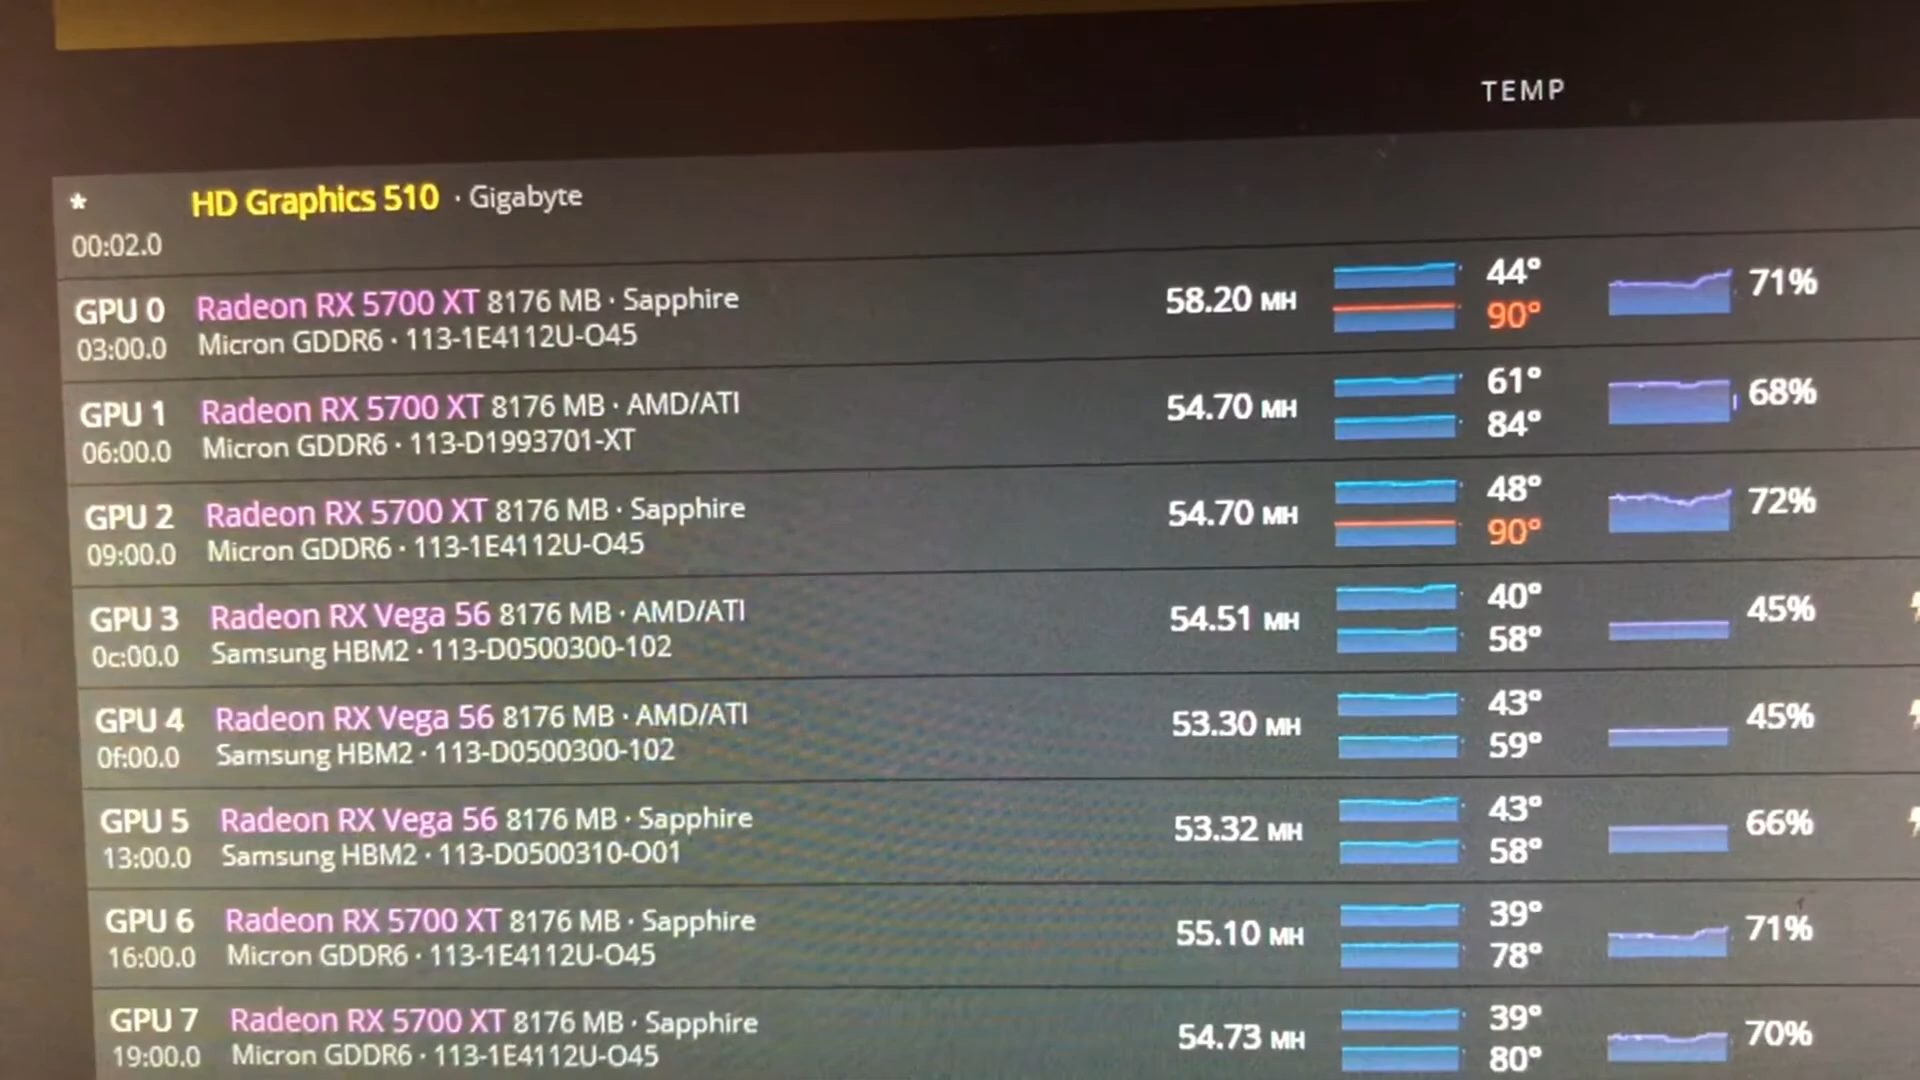 TEMP
* HD Graphics 510 · Gigabyte
00:02.0
GPU 0 Radeon RX 5700 XT 8176 MB · Sapphire 58.20 MH 44° 71%
03:00.0 Micron GDDR6 · 113-1E4112U-O45 90°
GPU 1 Radeon RX 5700 XT 8176 MB · AMD/ATI 54.70 MH 61° 68%
06:00.0 Micron GDDR6 · 113-D1993701-XT 84°
GPU 2 Radeon RX 5700 XT 8176 MB · Sapphire 54.70 MH 48° 72%
09:00.0 Micron GDDR6 · 113-1E4112U-O45 90°
GPU 3 Radeon RX Vega 56 8176 MB · AMD/ATI 54.51 MH 40° 45%
0c:00.0 Samsung HBM2 · 113-D0500300-102 58°
GPU 4 Radeon RX Vega 56 8176 MB · AMD/ATI 53.30 MH 43° 45%
0f:00.0 Samsung HBM2 · 113-D0500300-102 59°
GPU 5 Radeon RX Vega 56 8176 MB · Sapphire 53.32 MH 43° 66%
13:00.0 Samsung HBM2 · 113-D0500310-O01 58°
GPU 6 Radeon RX 5700 XT 8176 MB · Sapphire 55.10 MH 39° 71%
16:00.0 Micron GDDR6 · 113-1E4112U-O45 78°
GPU 7 Radeon RX 5700 XT 8176 MB · Sapphire 54.73 MH 39° 70%
19:00.0 Micron GDDR6 · 113-1E4112U-O45 80°